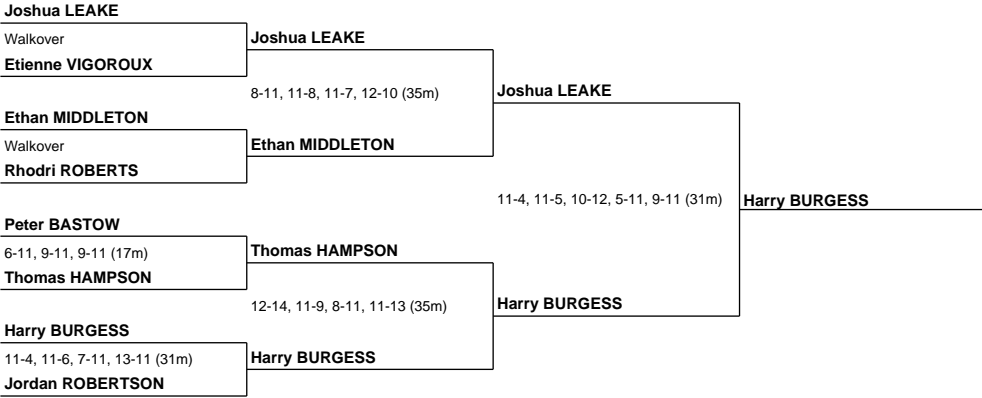 Joshua LEAKE
Walkover
Joshua LEAKE
Etienne VIGOROUX
8-11, 11-8, 11-7, 12-10 (35m)
Joshua LEAKE
Ethan MIDDLETON
Walkover
Ethan MIDDLETON
Rhodri ROBERTS
11-4, 11-5, 10-12, 5-11, 9-11 (31m)
Harry BURGESS
Peter BASTOW
6-11, 9-11, 9-11 (17m)
Thomas HAMPSON
Thomas HAMPSON
12-14, 11-9, 8-11, 11-13 (35m)
Harry BURGESS
Harry BURGESS
11-4, 11-6, 7-11, 13-11 (31m)
Harry BURGESS
Jordan ROBERTSON